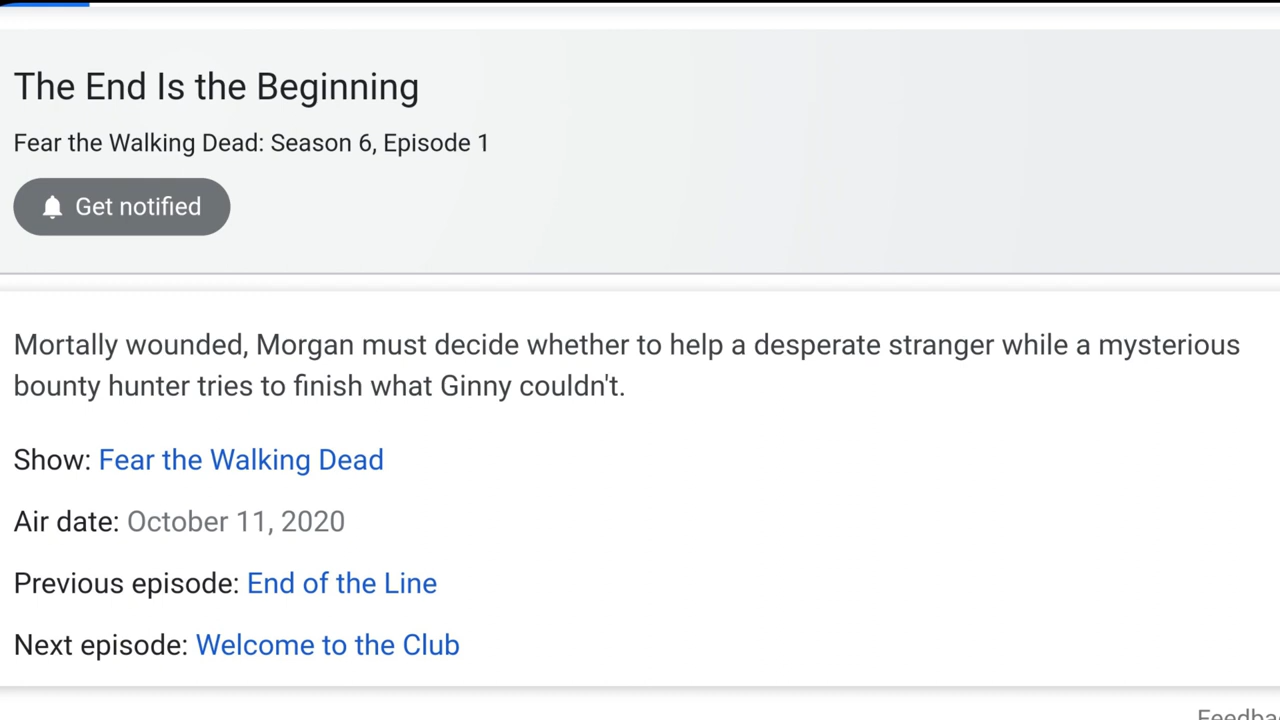 The End Is the Beginning
Fear the Walking Dead: Season 6, Episode 1
Get notified
Mortally wounded, Morgan must decide whether to help a desperate stranger while a mysterious
bounty hunter tries to finish what Ginny couldn't.
Show: Fear the Walking Dead
Air date: October 11, 2020
Previous episode: End of the Line
Next episode: Welcome to the Club